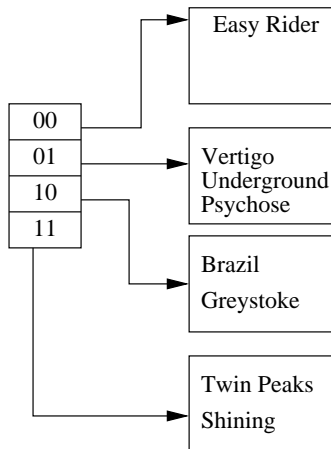 Easy Rider
00
01
10
11
Vertigo
Underground
Psychose
Brazil
Greystoke
Twin Peaks
Shining